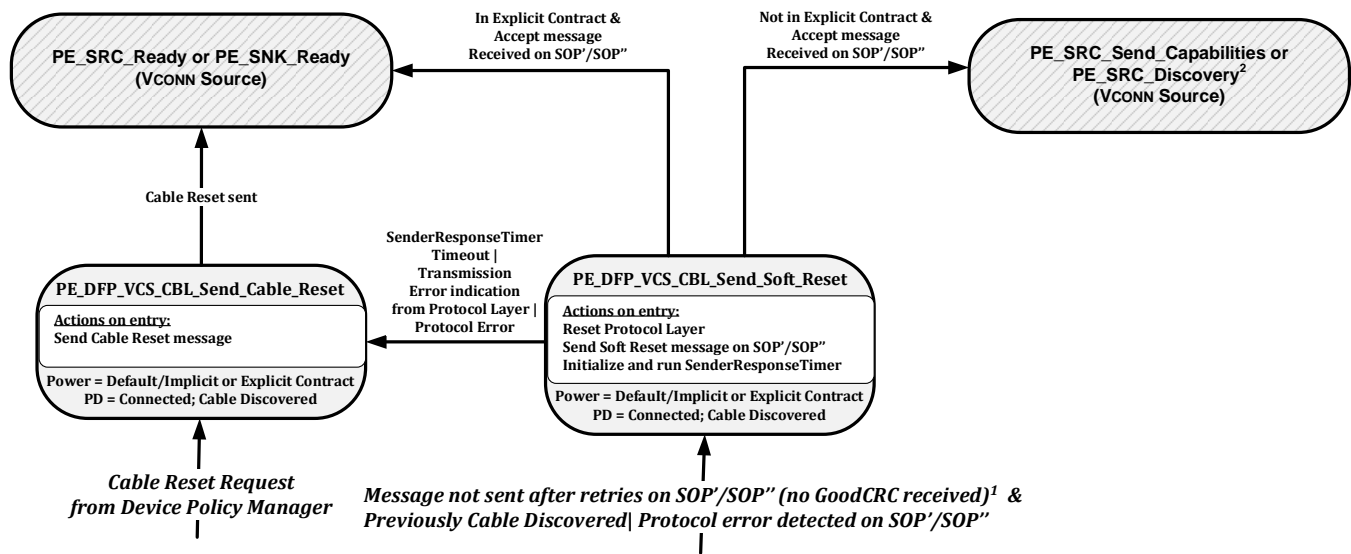 In Explicit Contract &
Accept message
Received on SOP’/SOP”
Not in Explicit Contract &
Accept message
Received on SOP’/SOP”
PE_SRC_Ready or PE_SNK_Ready
(VCONN Source)
PE_SRC_Send_Capabilities or
PE_SRC_Discovery²
(VCONN Source)
Cable Reset sent
SenderResponseTimer
Timeout |
Transmission
Error indication
from Protocol Layer |
Protocol Error
PE_DFP_VCS_CBL_Send_Cable_Reset
Actions on entry:
Send Cable Reset message
Power = Default/Implicit or Explicit Contract
PD = Connected; Cable Discovered
PE_DFP_VCS_CBL_Send_Soft_Reset
Actions on entry:
Reset Protocol Layer
Send Soft Reset message on SOP’/SOP”
Initialize and run SenderResponseTimer
Power = Default/Implicit or Explicit Contract
PD = Connected; Cable Discovered
Cable Reset Request
from Device Policy Manager
Message not sent after retries on SOP’/SOP” (no GoodCRC received)¹ &
Previously Cable Discovered| Protocol error detected on SOP’/SOP”